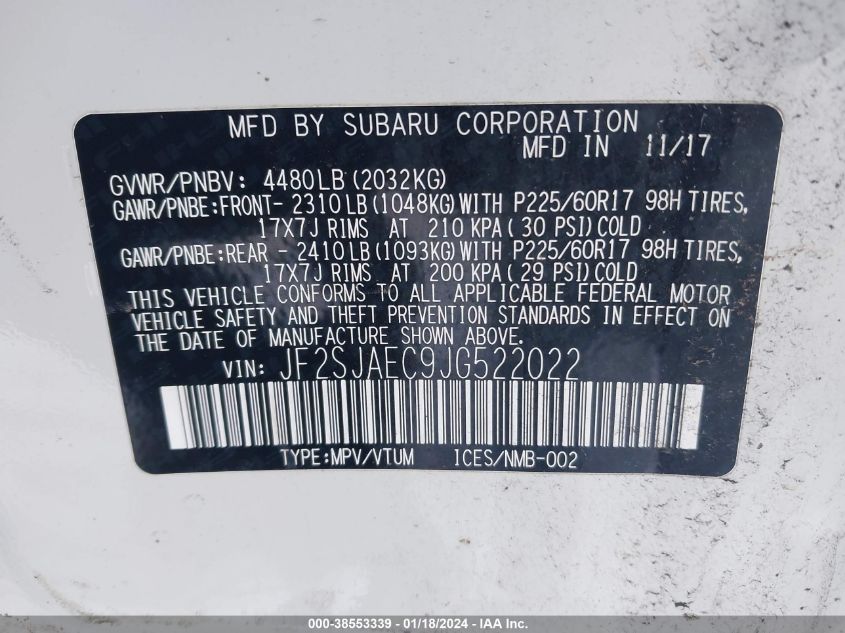 MFD BY SUBARU CORPORATION
MFD IN 11/17
GVWR/PNBV: 4480LB(2032KG)
GAWR/PNBE:FRONT- 2310LB(1048KG)WITH P225/60R17 98H TIRES,
17X7J RIMS AT 210 KPA(30 PSI)COLD
GAWR/PNBE:REAR - 2410LB(1093KG)WITH P225/60R17 98H TIRES,
17X7J RIMS AT 200 KPA(29 PSI)COLD
THIS VEHICLE CONFORMS TO ALL APPLICABLE FEDERAL MOTOR
VEHICLE SAFETY AND THEFT PREVENTION STANDARDS IN EFFECT ON
THE DATE OF MANUFACTURE SHOWN ABOVE.
VIN: JF2SJAEC9JG522022
TYPE:MPV/VTUM ICES/NMB-002
000-38553339 - 01/18/2024 - IAA Inc.